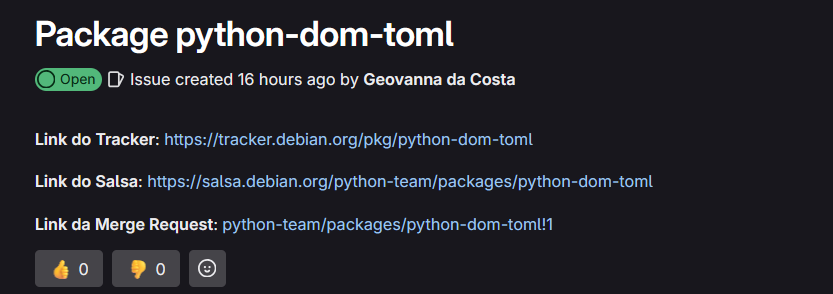 Package python-dom-toml
Open Issue created 16 hours ago by Geovanna da Costa
Link do Tracker: https://tracker.debian.org/pkg/python-dom-toml
Link do Salsa: https://salsa.debian.org/python-team/packages/python-dom-toml
Link da Merge Request: python-team/packages/python-dom-toml!1
👍 0 👎 0